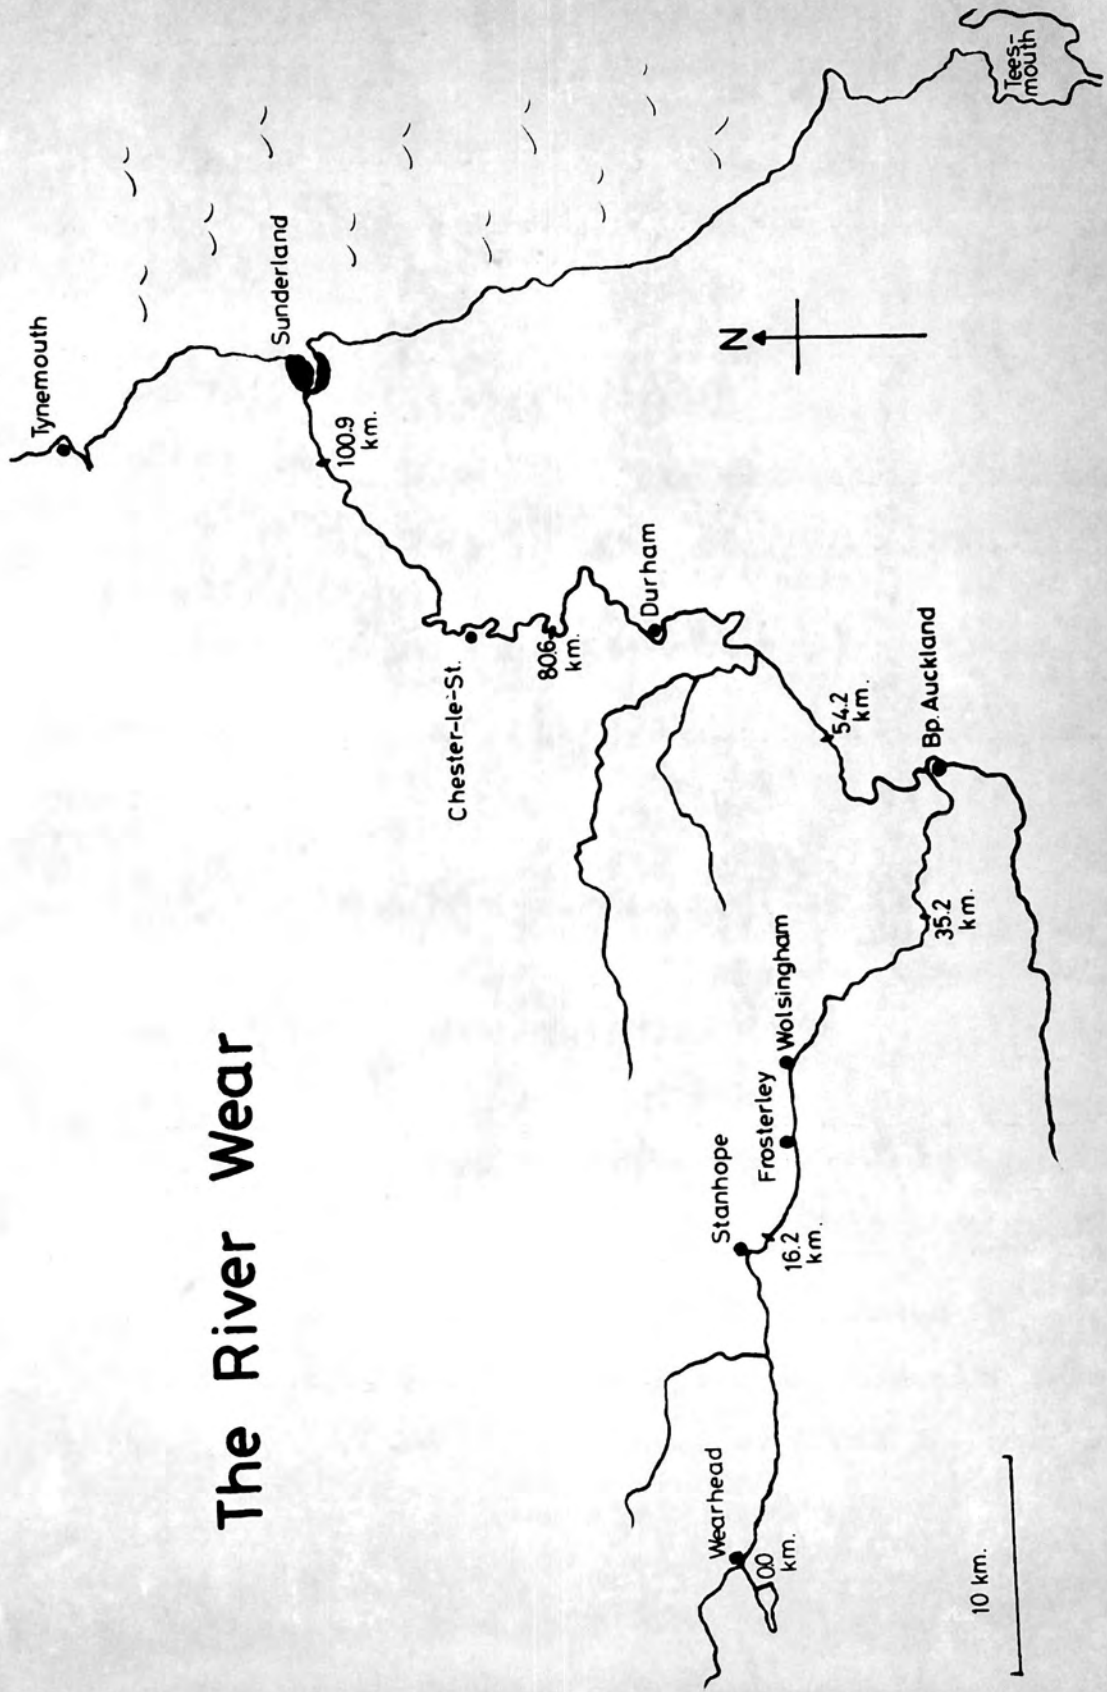 The River Wear
Tynemouth
Sunderland
100.9
km.
Chester-le-St.
80.6
km.
Durham
N
54.2
km.
Bp. Auckland
35.2
km.
Wolsingham
Frosterley
Stanhope
16.2
km.
Wearhead
0.0
km.
10 km.
Tees-
mouth